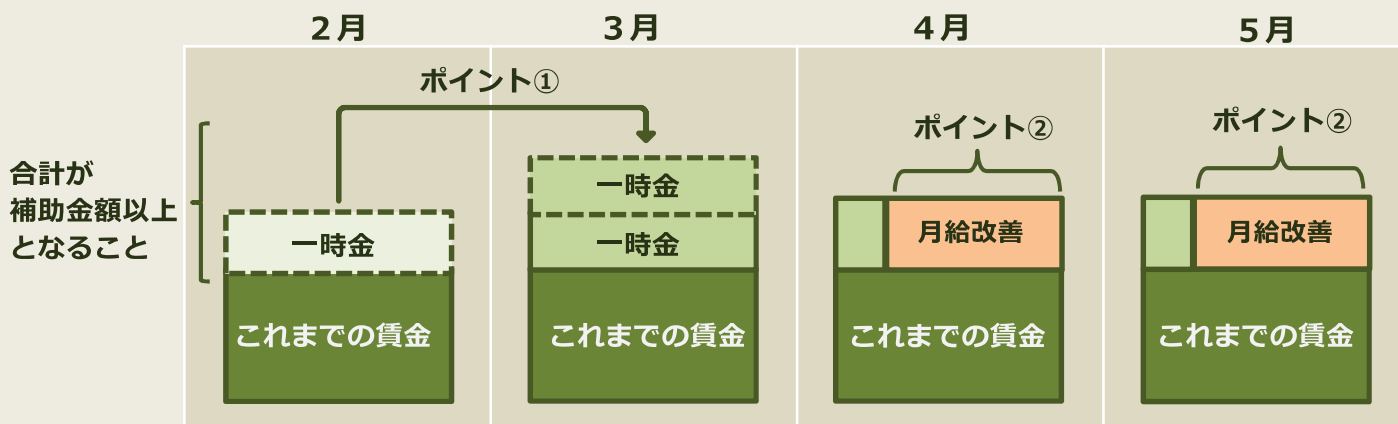 2月
3月
4月
5月
ポイント①
ポイント②
ポイント②
合計が
補助金額以上
となること
一時金
一時金
一時金
月給改善
月給改善
これまでの賃金
これまでの賃金
これまでの賃金
これまでの賃金